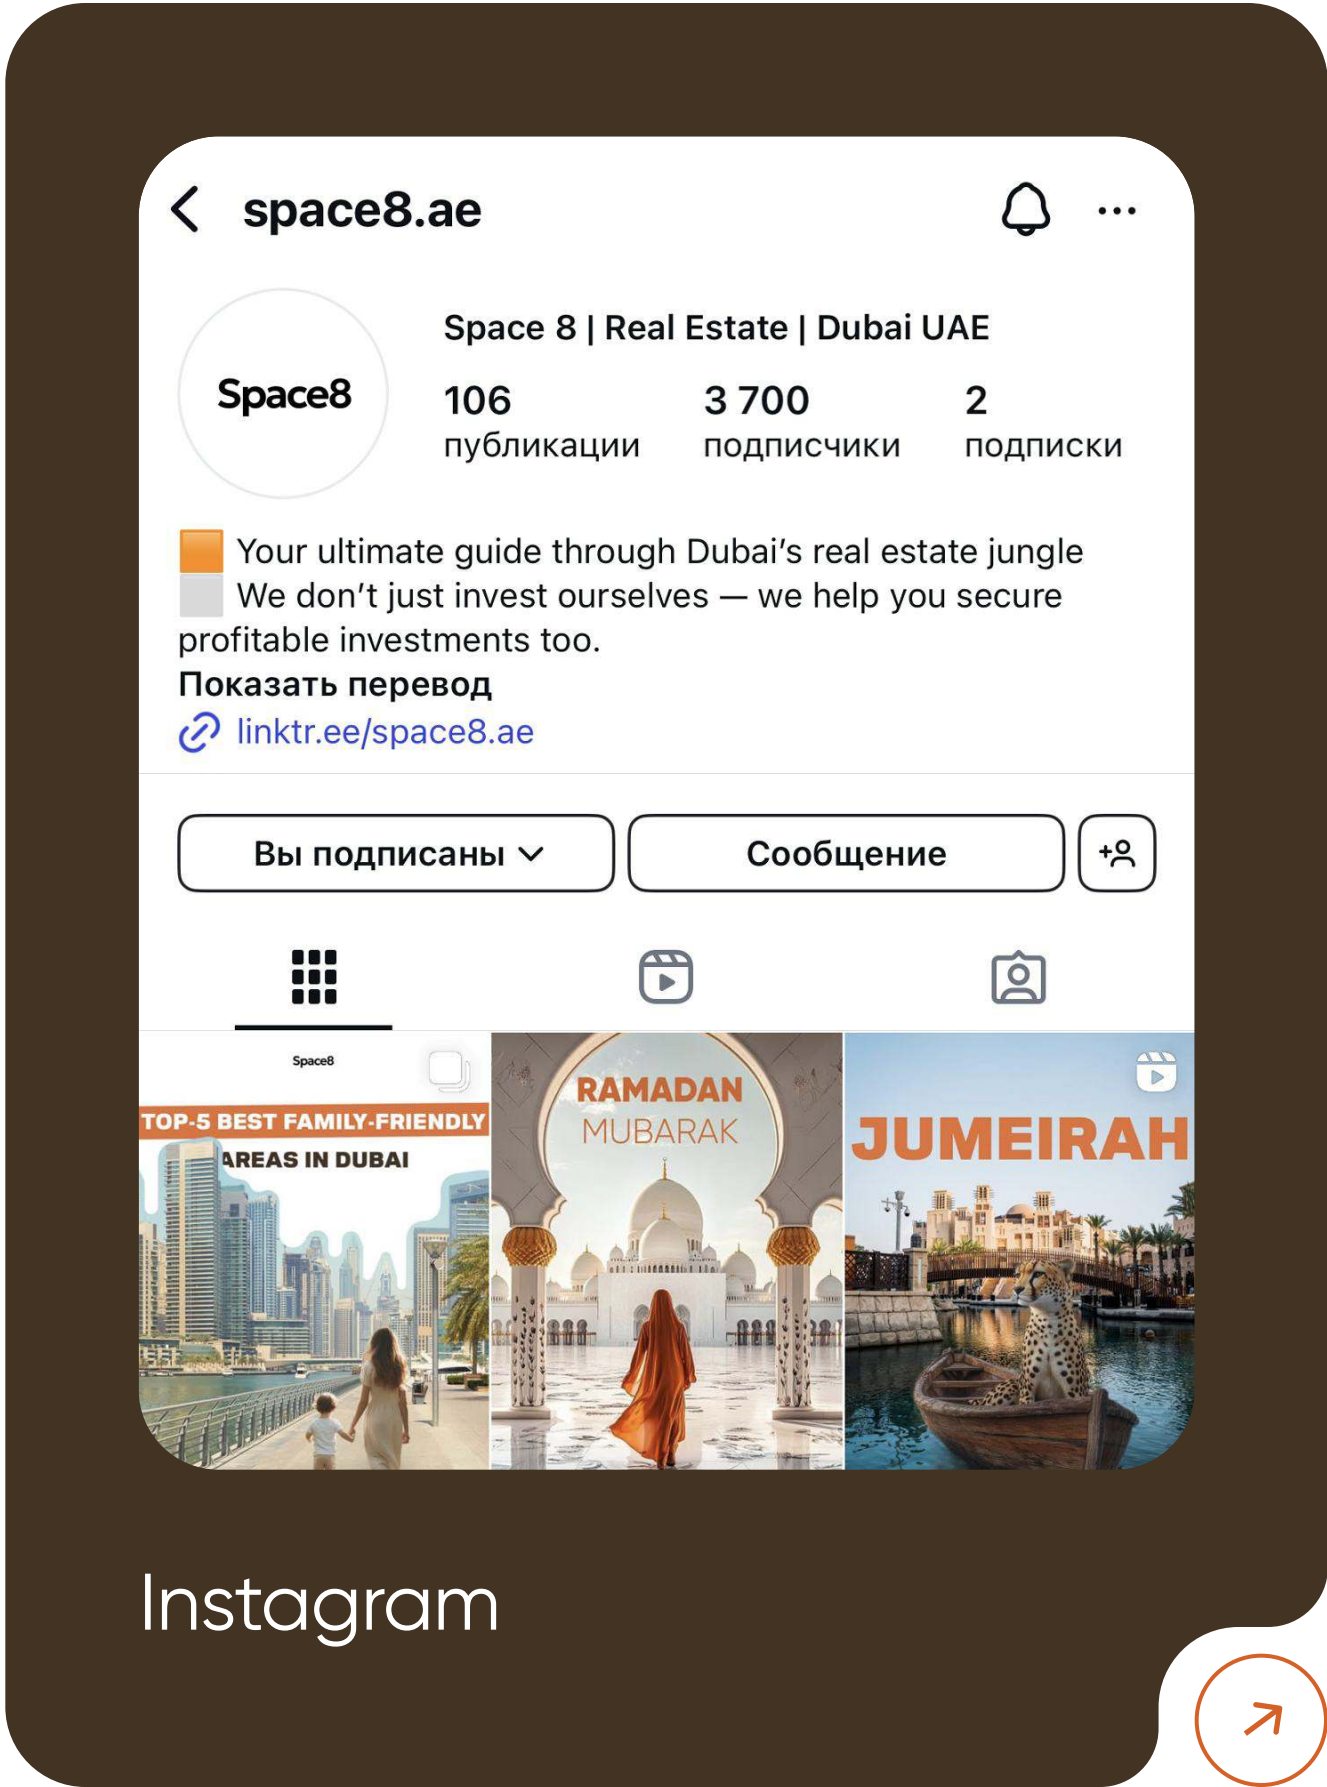 space8.ae
Space 8 | Real Estate | Dubai UAE
Space8
106
3 700
2
публикации
подписчики
подписки
Your ultimate guide through Dubai’s real estate jungle
We don’t just invest ourselves — we help you secure
profitable investments too.
Показать перевод
linktr.ee/space8.ae
Вы подписаны
Сообщение
Space8
TOP-5 BEST FAMILY-FRIENDLY
AREAS IN DUBAI
RAMADAN
MUBARAK
JUMEIRAH
Instagram